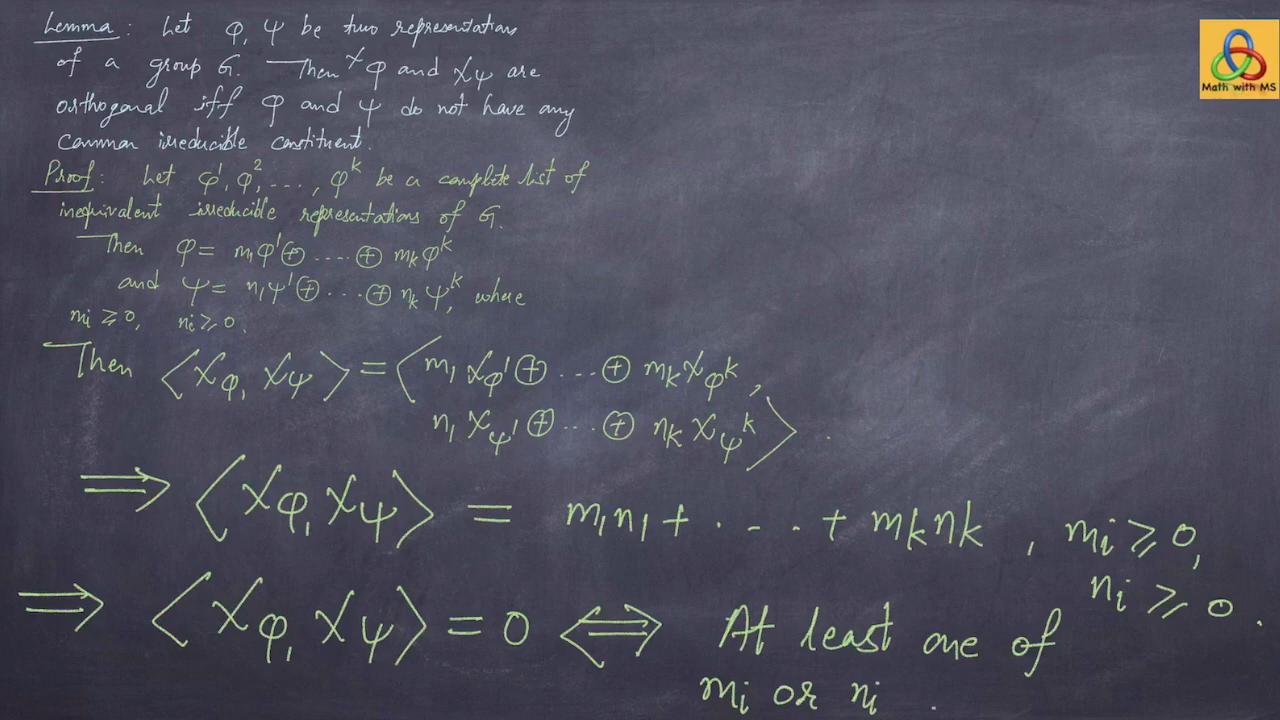 Lemma: Let φ, ψ be two representations
of a group G. Then χφ and χψ are
orthogonal iff φ and ψ do not have any
common irreducible constituent.
Proof: Let φ¹, φ², ..., φᵏ be a complete list of
inequivalent irreducible representations of G.
Then φ = m₁φ¹ ⊕ .... ⊕ mₖφᵏ
and ψ = n₁ψ¹ ⊕ ... ⊕ nₖψᵏ, where
mᵢ ≥ 0, nᵢ ≥ 0.
Then ⟨χφ, χψ⟩ = ⟨m₁χφ¹ ⊕ ... ⊕ mₖχφᵏ,
n₁χψ¹ ⊕ ... ⊕ nₖχψᵏ⟩.
⟹ ⟨χφ, χψ⟩ = m₁n₁ + .... + mₖnₖ, mᵢ ≥ 0,
nᵢ ≥ 0.
⟹ ⟨χφ, χψ⟩ = 0 ⟺ At least one of
mᵢ or nᵢ .
Math with MS